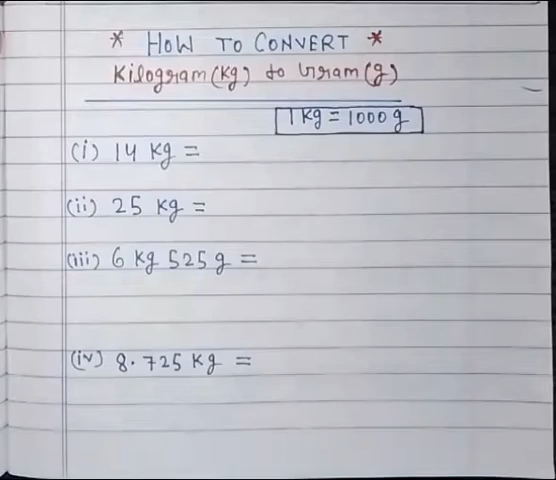 * HOW TO CONVERT *
Kilogram(Kg) to Gram(g)
1 Kg = 1000 g
(i) 14 Kg =
(ii) 25 Kg =
(iii) 6 Kg 525 g =
(iv) 8.725 Kg =